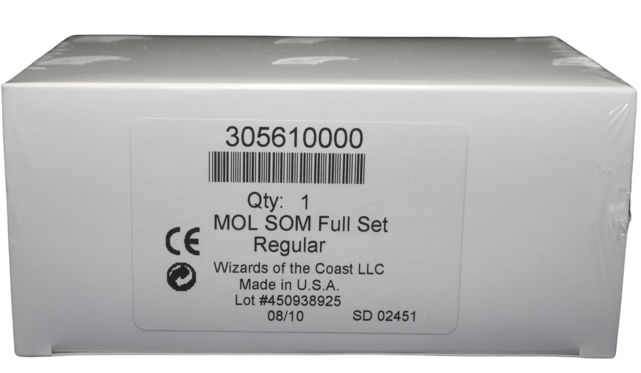 305610000
Qty: 1
MOL SOM Full Set
Regular
CE
Wizards of the Coast LLC
Made in U.S.A.
Lot #450938925
08/10 SD 02451